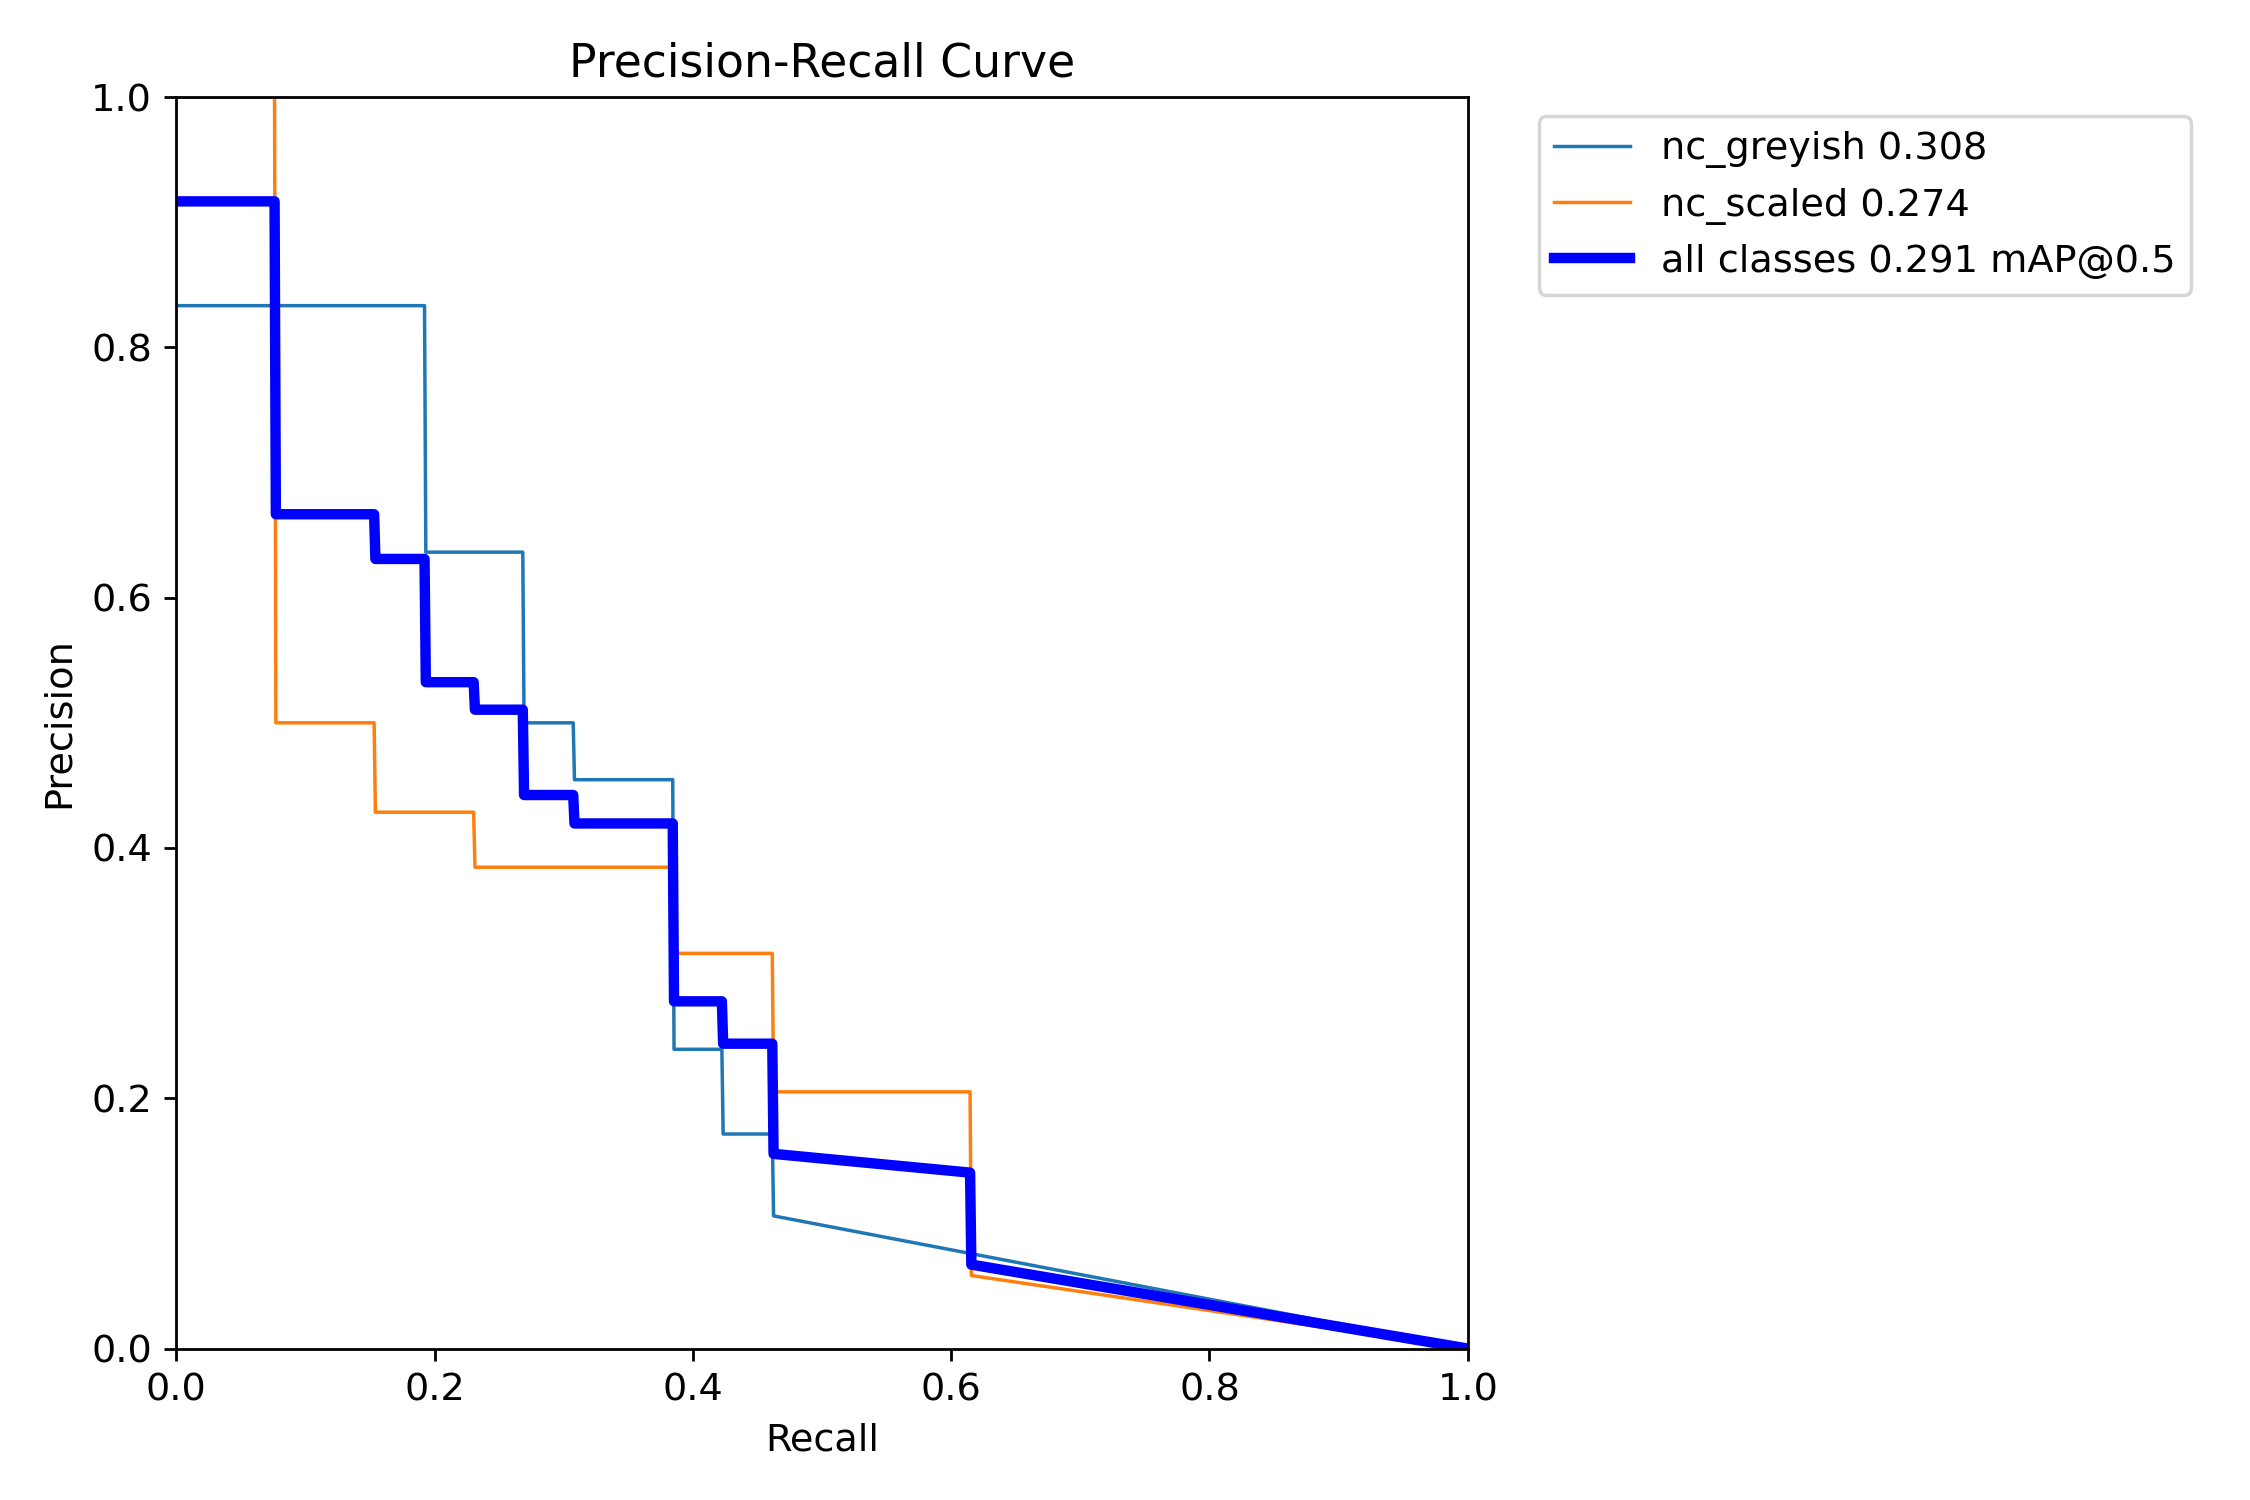 Precision-Recall Curve
1.0
0.8
0.6
0.4
0.2
0.0
Precision
0.0 0.2 0.4 0.6 0.8 1.0
Recall
nc_greyish 0.308
nc_scaled 0.274
all classes 0.291 mAP@0.5